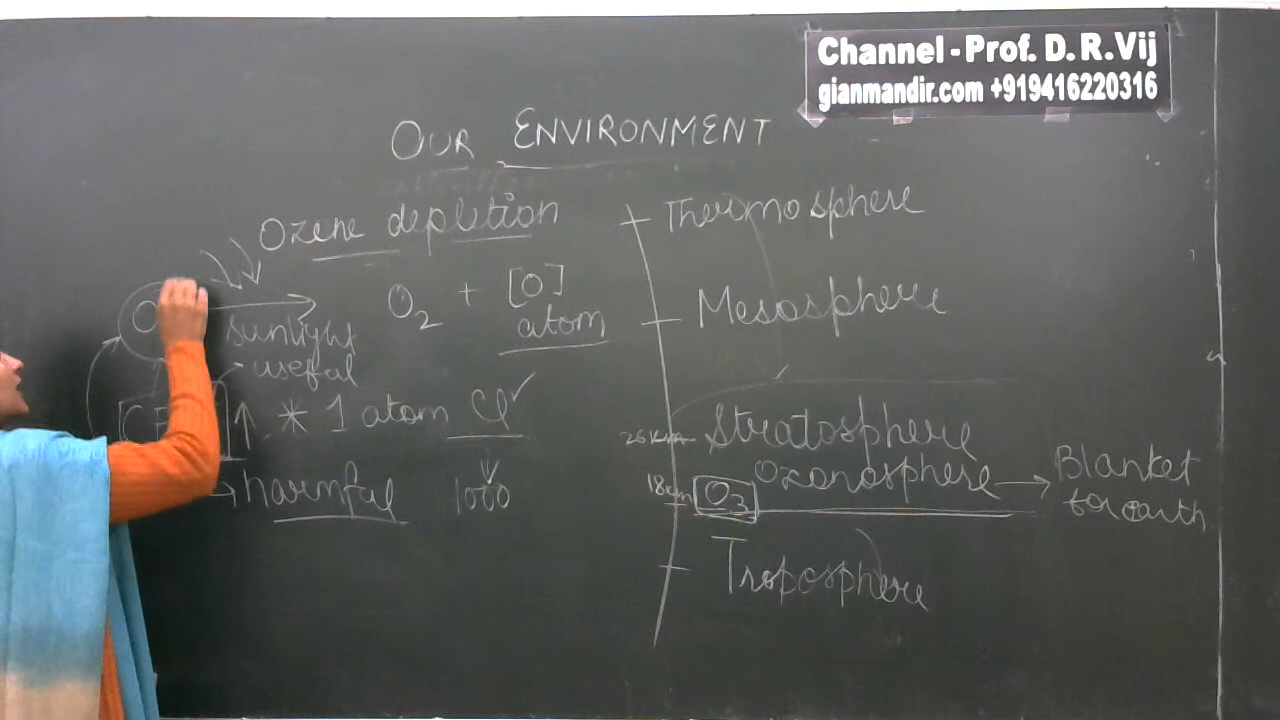 Channel - Prof. D. R. Vij
gianmandir.com +919416220316
OUR ENVIRONMENT
Ozene depletion
sunlight
O2 + [O]
atom
useful
* 1 atom Cl
harmful
1000
Thermosphere
Mesosphere
Stratosphere
Ozonosphere
O3
Blanket
for earth
Troposphere